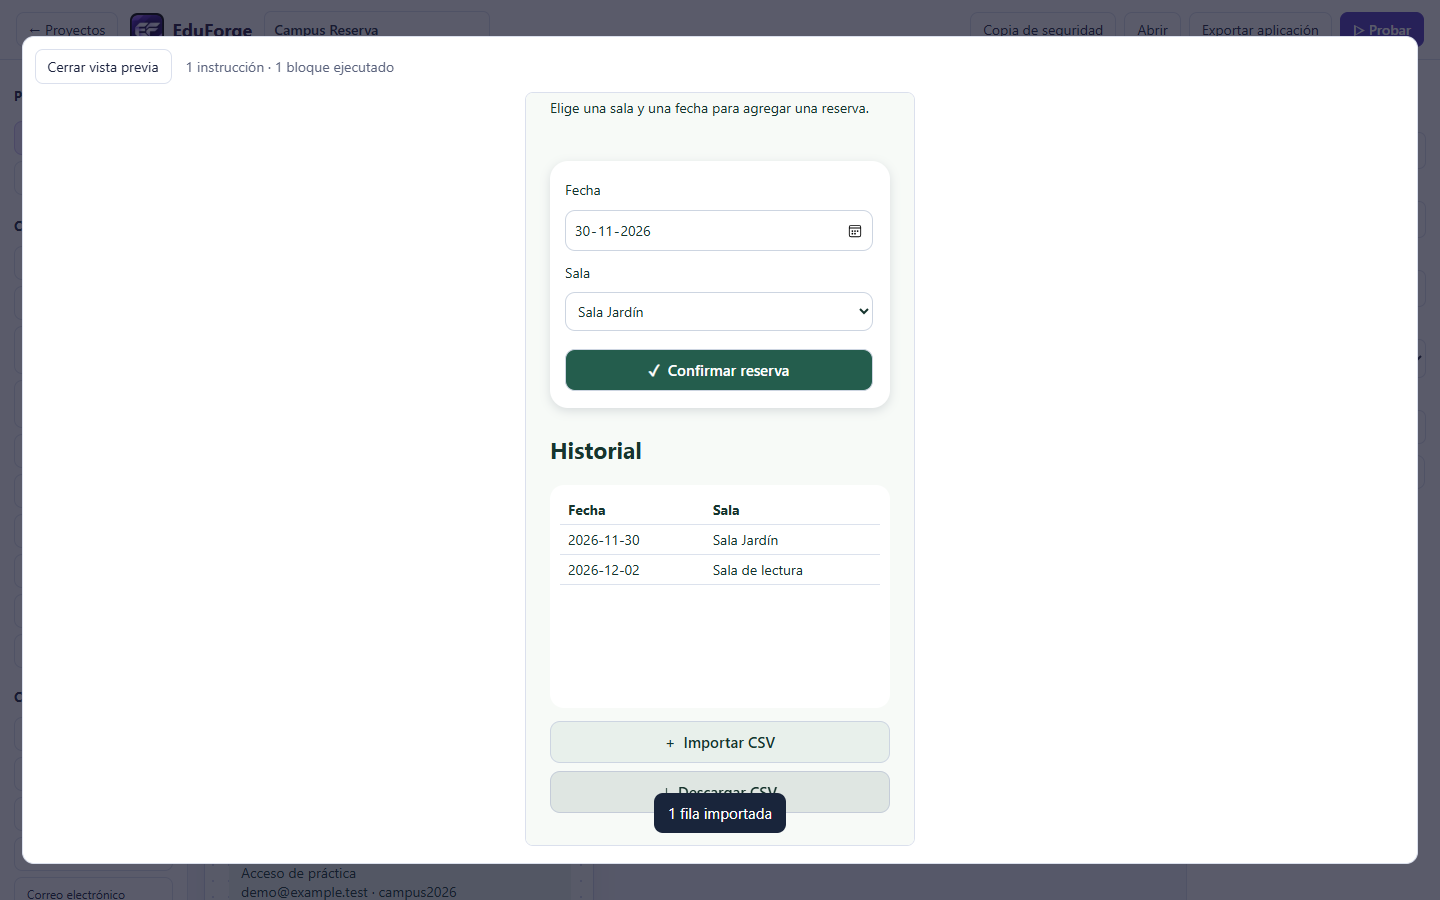 ← Proyectos
EduForge
Campus Reserva
Copia de seguridad
Abrir
Exportar aplicación
▷ Probar
Cerrar vista previa
1 instrucción · 1 bloque ejecutado
Elige una sala y una fecha para agregar una reserva.
Fecha
30-11-2026
Sala
Sala Jardín
✓ Confirmar reserva
Historial
Fecha Sala
2026-11-30 Sala Jardín
2026-12-02 Sala de lectura
+ Importar CSV
Descargar CSV
1 fila importada
Acceso de práctica
demo@example.test · campus2026
Correo electrónico